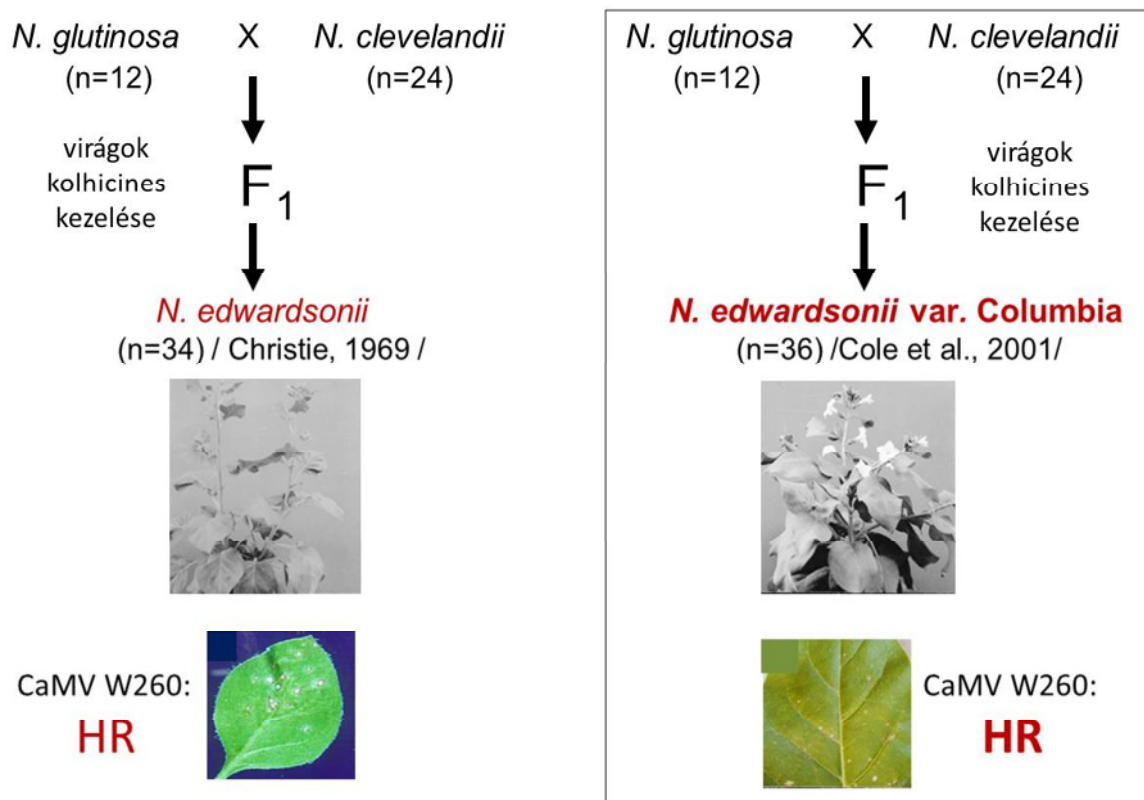 N. glutinosa X N. clevelandii
(n=12) (n=24)
virágok
kolhicines
kezelése
F1
N. edwardsonii
(n=34) / Christie, 1969 /
CaMV W260:
HR
N. glutinosa X N. clevelandii
(n=12) (n=24)
F1
virágok
kolhicines
kezelése
N. edwardsonii var. Columbia
(n=36) /Cole et al., 2001/
CaMV W260:
HR